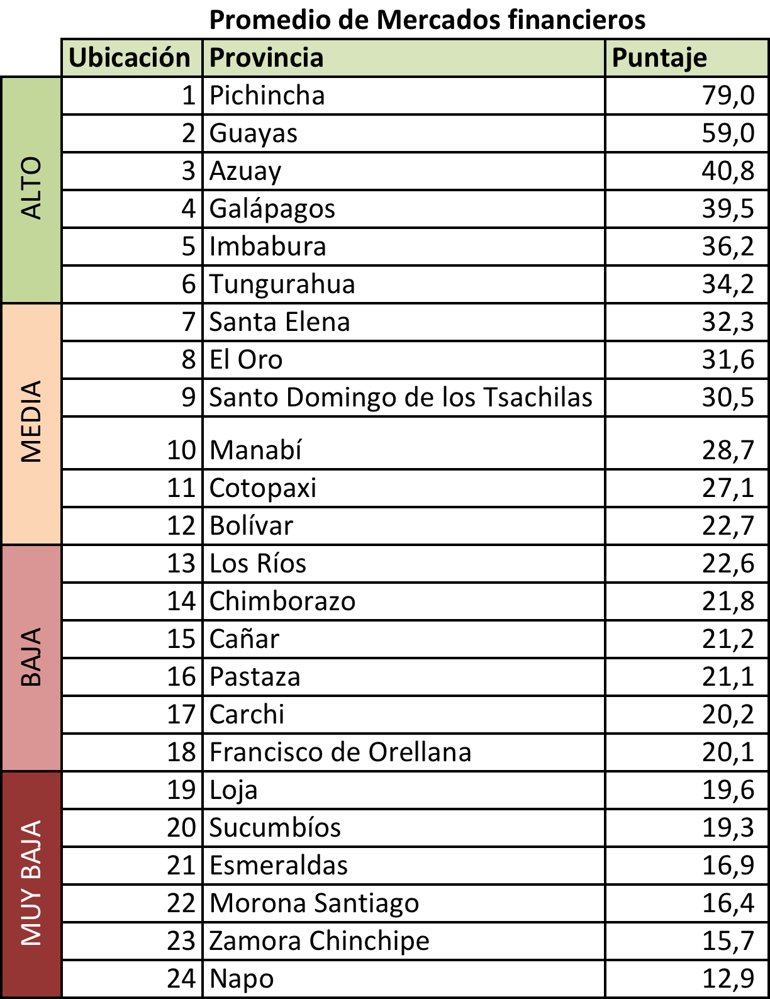 Promedio de Mercados financieros
Ubicación Provincia Puntaje
ALTO
1 Pichincha 79,0
2 Guayas 59,0
3 Azuay 40,8
4 Galápagos 39,5
5 Imbabura 36,2
6 Tungurahua 34,2
MEDIA
7 Santa Elena 32,3
8 El Oro 31,6
9 Santo Domingo de los Tsachilas 30,5
10 Manabí 28,7
11 Cotopaxi 27,1
12 Bolívar 22,7
BAJA
13 Los Ríos 22,6
14 Chimborazo 21,8
15 Cañar 21,2
16 Pastaza 21,1
17 Carchi 20,2
18 Francisco de Orellana 20,1
MUY BAJA
19 Loja 19,6
20 Sucumbíos 19,3
21 Esmeraldas 16,9
22 Morona Santiago 16,4
23 Zamora Chinchipe 15,7
24 Napo 12,9